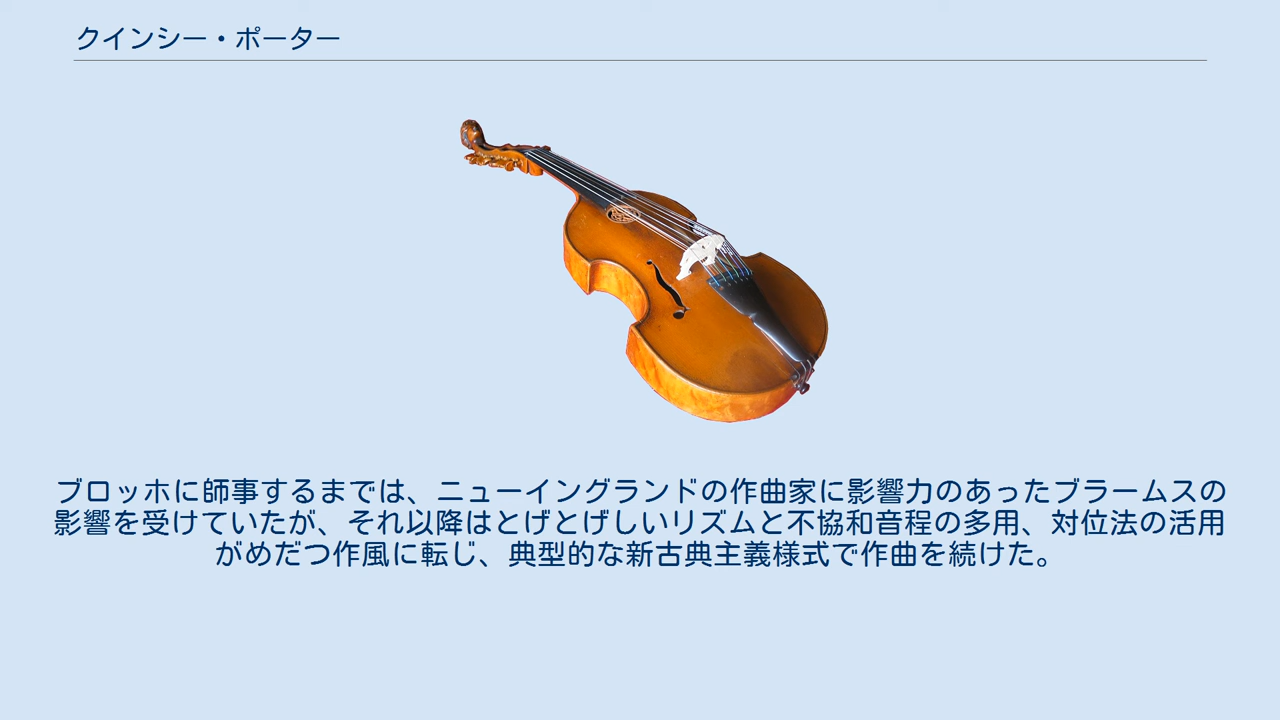 クインシー・ポーター
ブロッホに師事するまでは、ニューイングランドの作曲家に影響力のあったブラームスの
影響を受けていたが、それ以降はとげとげしいリズムと不協和音程の多用、対位法の活用
がめだつ作風に転じ、典型的な新古典主義様式で作曲を続けた。